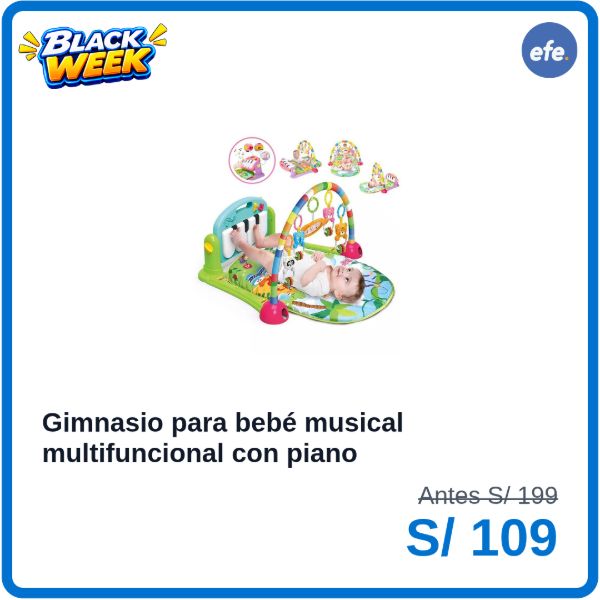 BLACK
WEEK
efe.
Gimnasio para bebé musical
multifuncional con piano
Antes S/ 199
S/ 109